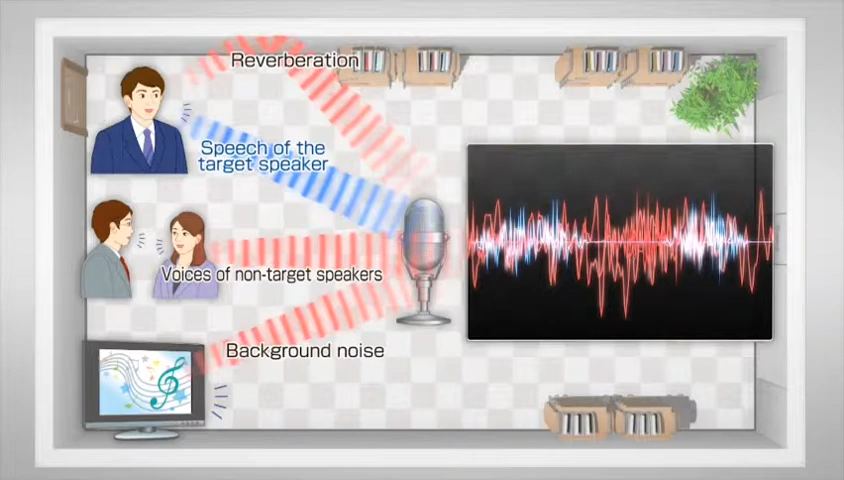 Reverberation
Speech of the
target speaker
Voices of non-target speakers
Background noise